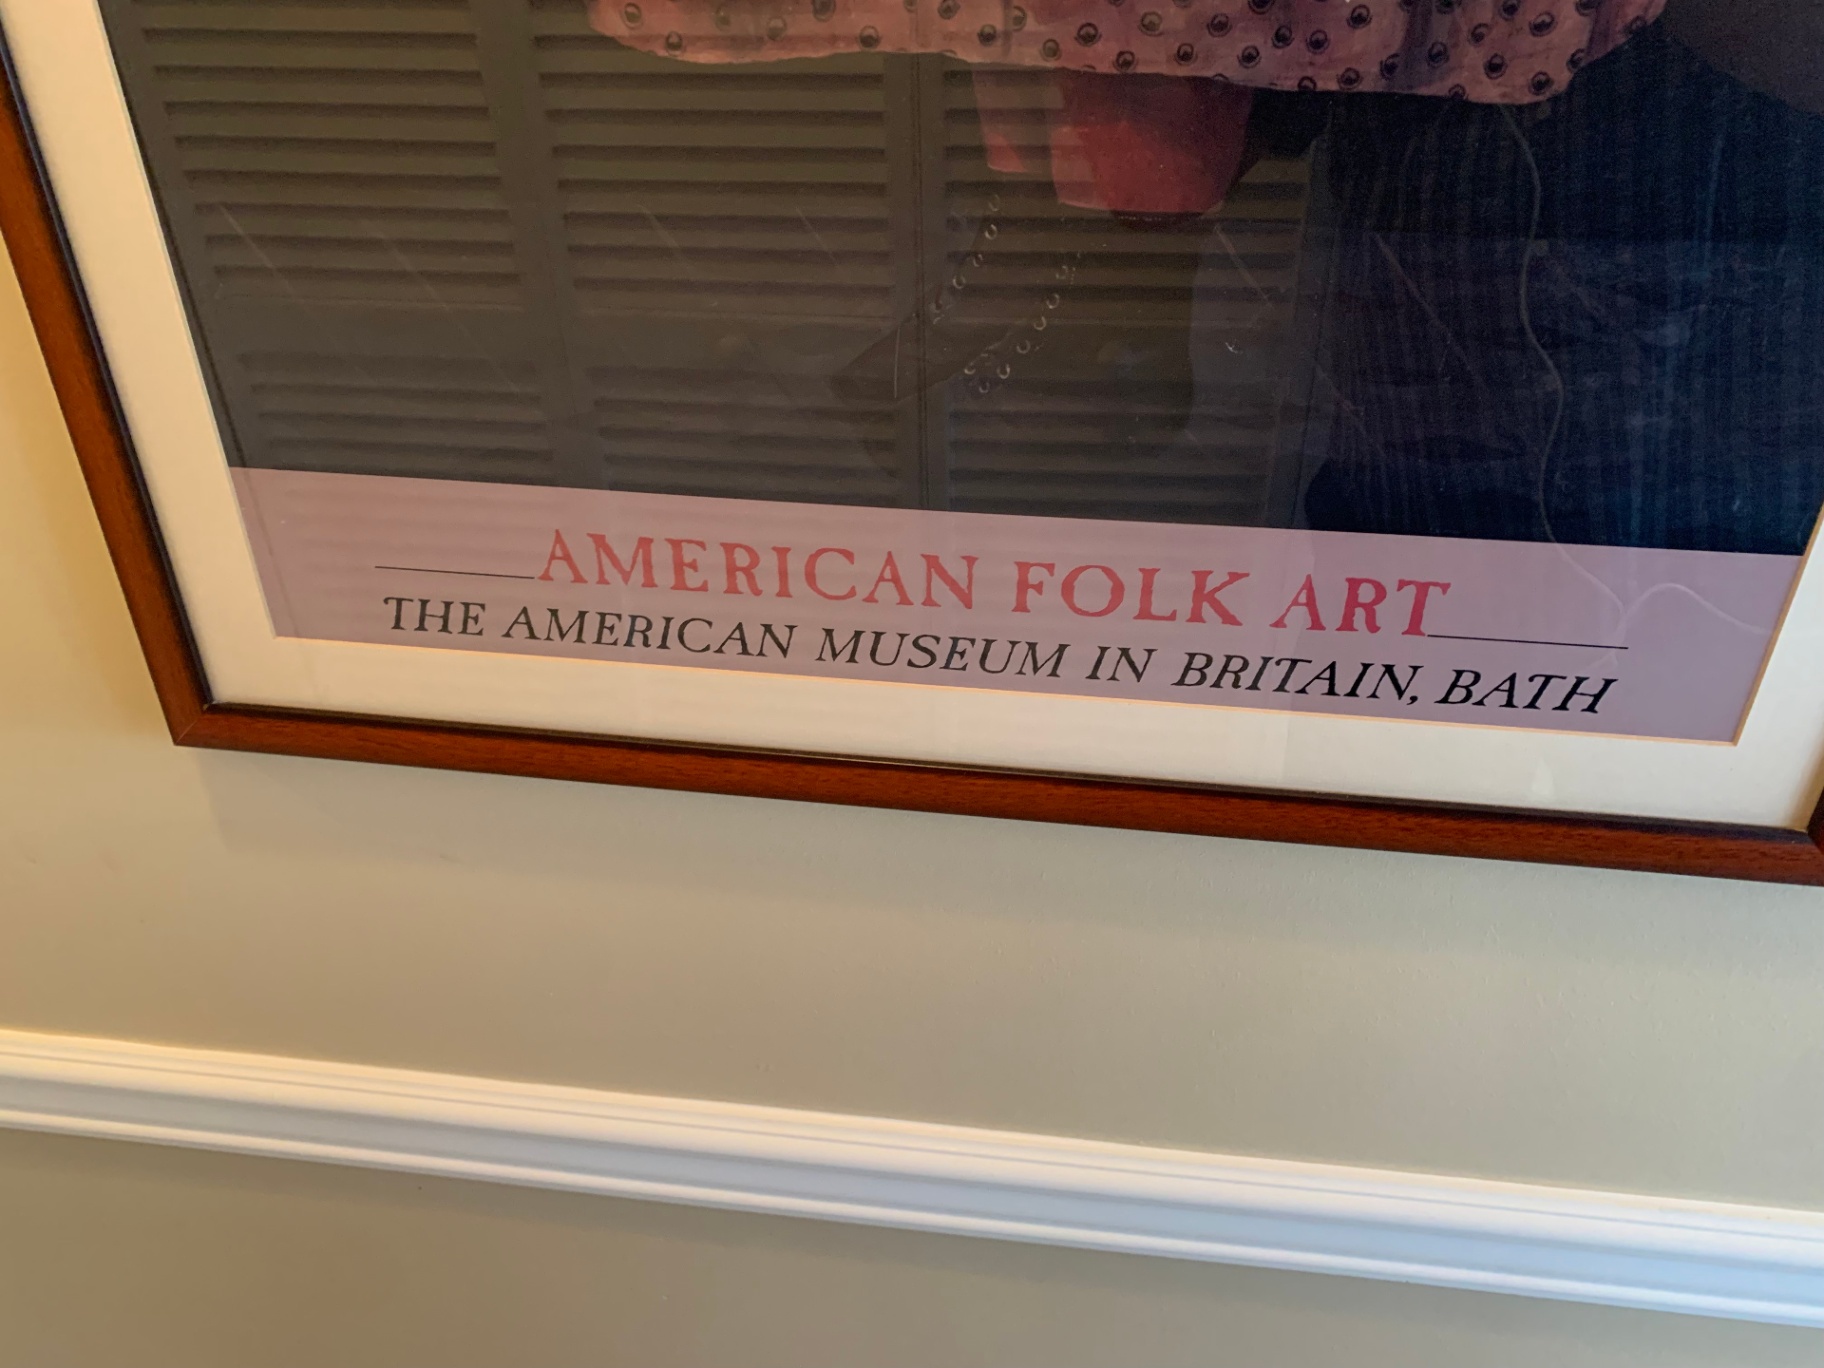 AMERICAN FOLK ART
THE AMERICAN MUSEUM IN BRITAIN, BATH